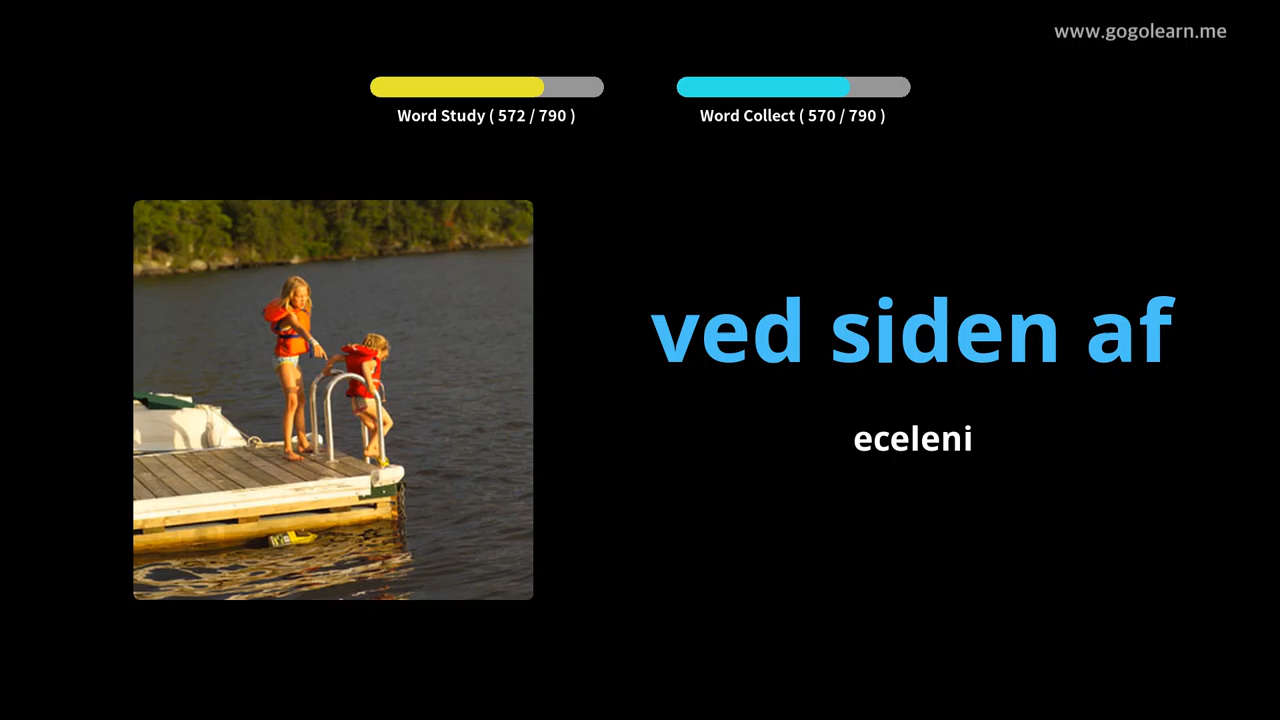 www.gogolearn.me
Word Study ( 572 / 790 )
Word Collect ( 570 / 790 )
ved siden af
eceleni